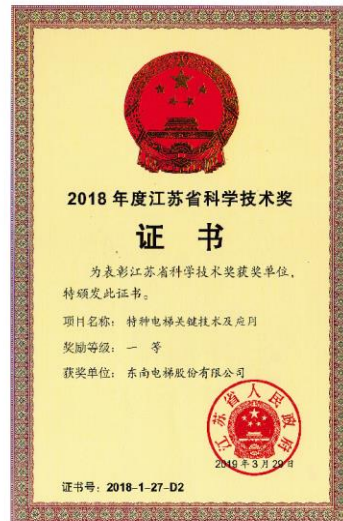 2018 年度江苏省科学技术奖
证 书
为表彰江苏省科学技术奖获奖单位，
特颁发此证书。
项目名称： 特种电梯关键技术及应用
奖励等级： 一 等
获奖单位： 东南电梯股份有限公司
江苏省人民政府
2019 年 3 月 29 日
证书号： 2018-1-27-D2